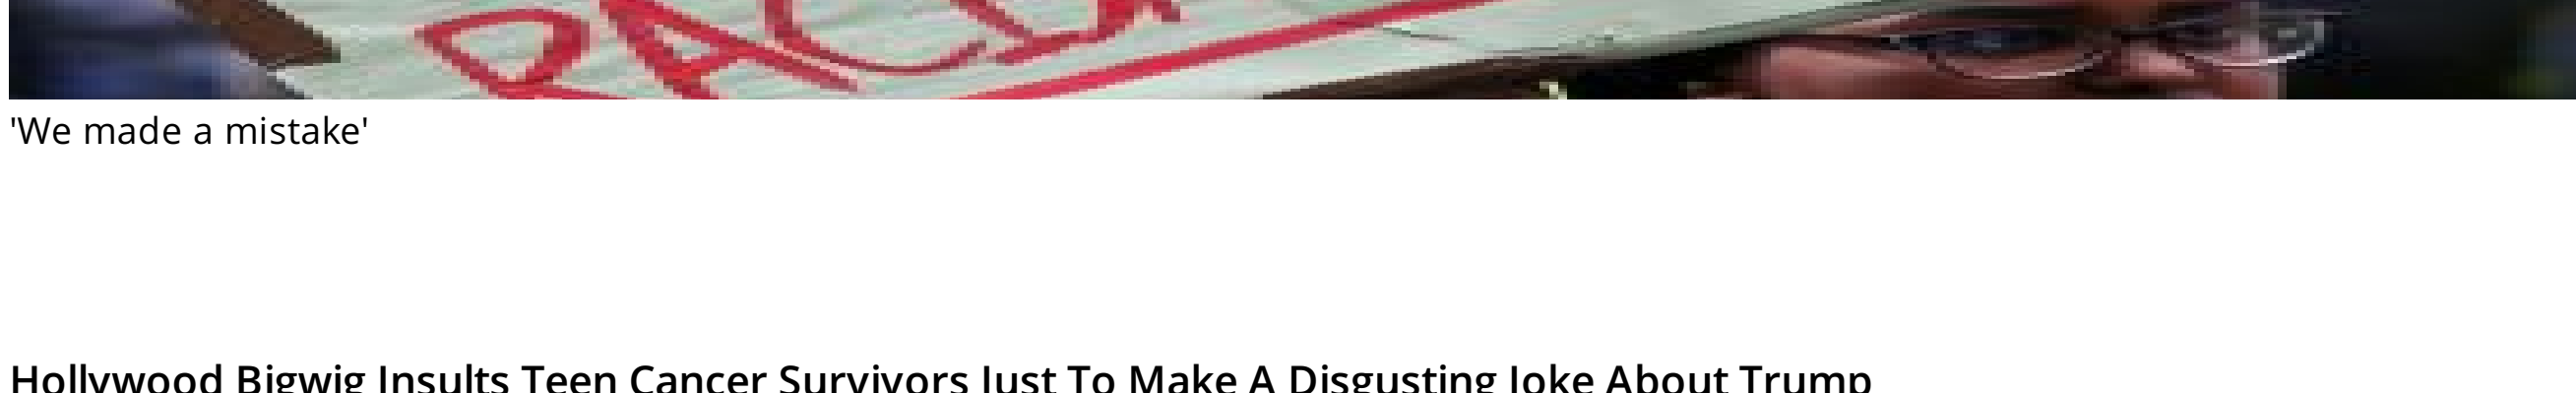 'We made a mistake'
Hollywood Bigwig Insults Teen Cancer Survivors Just To Make A Disgusting Joke About Trump